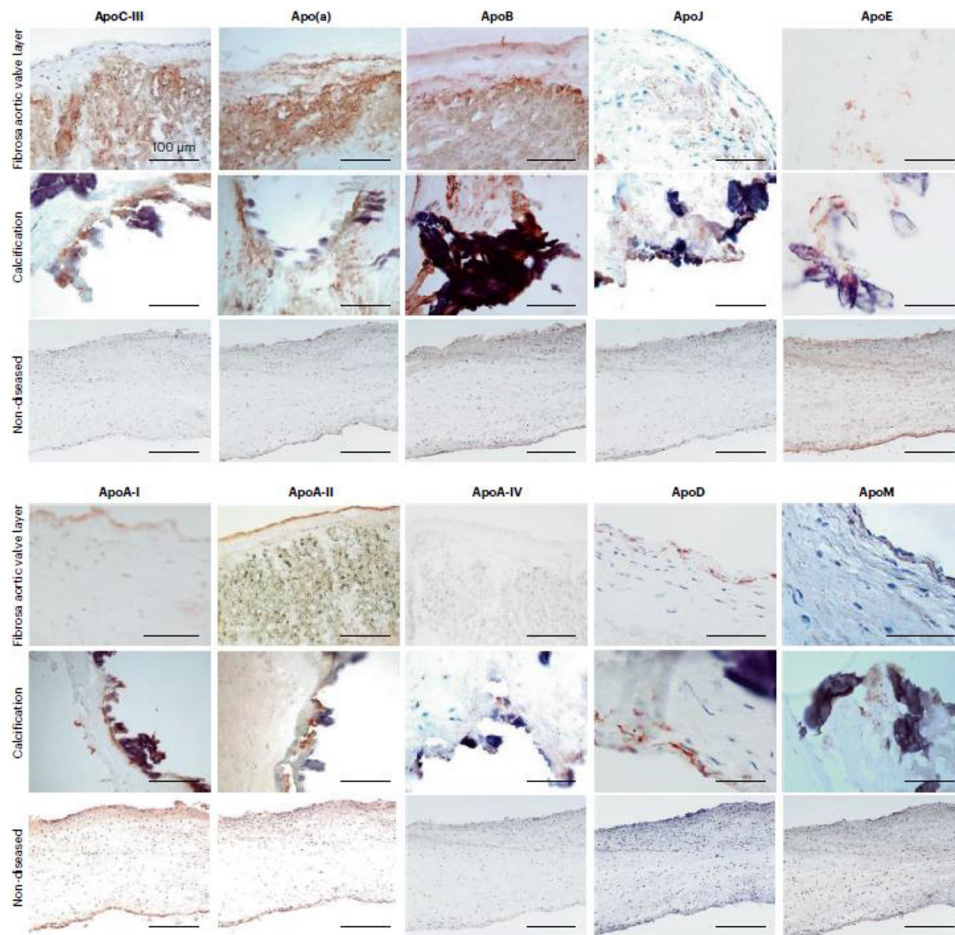 ApoC-III Apo(a) ApoB ApoJ ApoE
Fibrosa aortic valve layer
100 μm
Calcification
Non-diseased
ApoA-I ApoA-II ApoA-IV ApoD ApoM
Fibrosa aortic valve layer
Calcification
Non-diseased